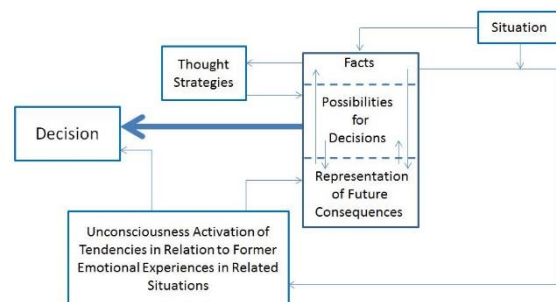 Situation
Thought
Strategies
Facts
Possibilities
for
Decisions
Decision
Representation
of Future
Consequences
Unconsciousness Activation of
Tendencies in Relation to Former
Emotional Experiences in Related
Situations